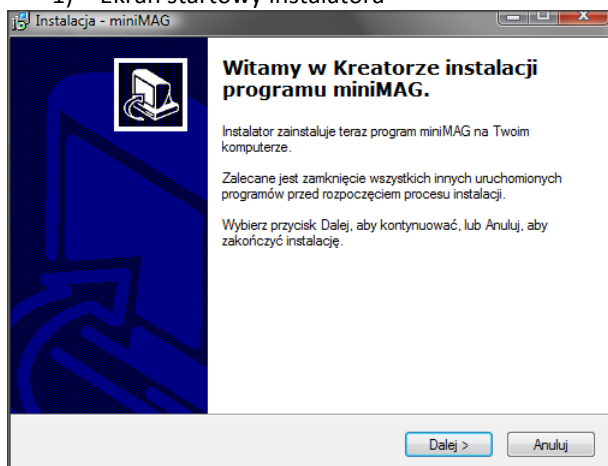 1) Ekran startowy instalatora
Instalacja - miniMAG
Witamy w Kreatorze instalacji
programu miniMAG.
Instalator zainstaluje teraz program miniMAG na Twoim
komputerze.
Zalecane jest zamknięcie wszystkich innych uruchomionych
programów przed rozpoczęciem procesu instalacji.
Wybierz przycisk Dalej, aby kontynuować, lub Anuluj, aby
zakończyć instalację.
Dalej > Anuluj